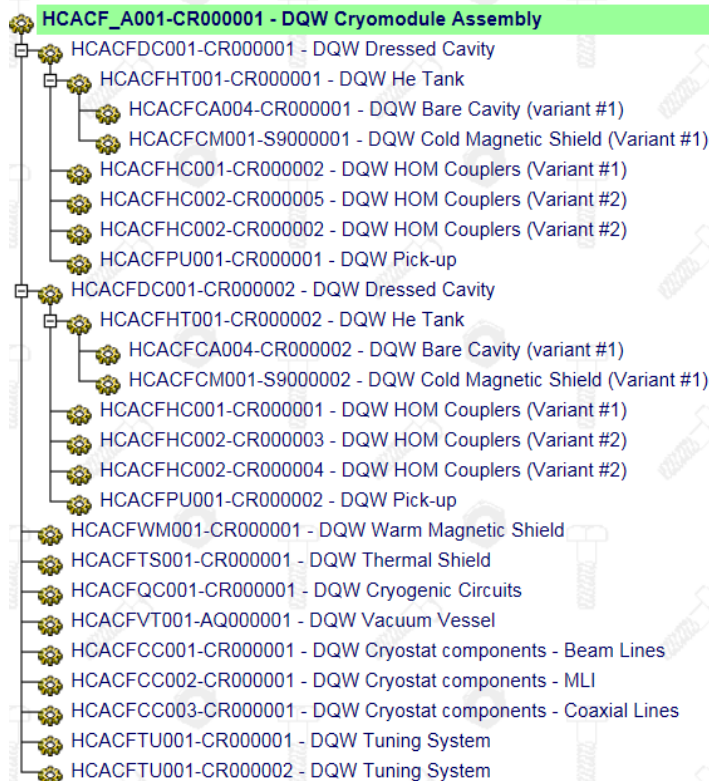 HCACF_A001-CR000001 - DQW Cryomodule Assembly
HCACFDC001-CR000001 - DQW Dressed Cavity
HCACFHT001-CR000001 - DQW He Tank
HCACFCA004-CR000001 - DQW Bare Cavity (variant #1)
HCACFCM001-S9000001 - DQW Cold Magnetic Shield (Variant #1)
HCACFHC001-CR000002 - DQW HOM Couplers (Variant #1)
HCACFHC002-CR000005 - DQW HOM Couplers (Variant #2)
HCACFHC002-CR000002 - DQW HOM Couplers (Variant #2)
HCACFPU001-CR000001 - DQW Pick-up
HCACFDC001-CR000002 - DQW Dressed Cavity
HCACFHT001-CR000002 - DQW He Tank
HCACFCA004-CR000002 - DQW Bare Cavity (variant #1)
HCACFCM001-S9000002 - DQW Cold Magnetic Shield (Variant #1)
HCACFHC001-CR000001 - DQW HOM Couplers (Variant #1)
HCACFHC002-CR000003 - DQW HOM Couplers (Variant #2)
HCACFHC002-CR000004 - DQW HOM Couplers (Variant #2)
HCACFPU001-CR000002 - DQW Pick-up
HCACFWM001-CR000001 - DQW Warm Magnetic Shield
HCACFTS001-CR000001 - DQW Thermal Shield
HCACFQC001-CR000001 - DQW Cryogenic Circuits
HCACFVT001-AQ000001 - DQW Vacuum Vessel
HCACFCC001-CR000001 - DQW Cryostat components - Beam Lines
HCACFCC002-CR000001 - DQW Cryostat components - MLI
HCACFCC003-CR000001 - DQW Cryostat components - Coaxial Lines
HCACFTU001-CR000001 - DQW Tuning System
HCACFTU001-CR000002 - DQW Tuning System